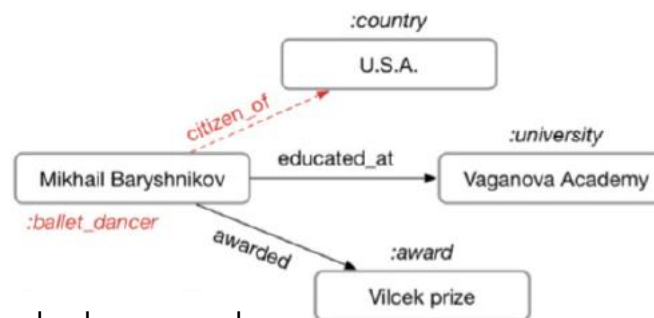 :country
U.S.A.
citizen_of
:university
educated_at
Mikhail Baryshnikov
Vaganova Academy
:ballet_dancer
awarded
:award
Vilcek prize